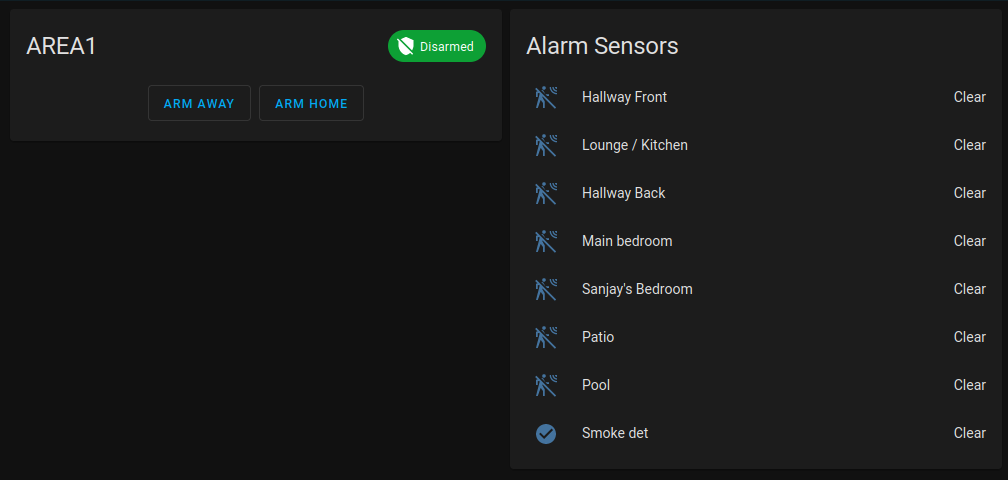 AREA1
Disarmed
ARM AWAY ARM HOME
Alarm Sensors
Hallway Front Clear
Lounge / Kitchen Clear
Hallway Back Clear
Main bedroom Clear
Sanjay's Bedroom Clear
Patio Clear
Pool Clear
Smoke det Clear